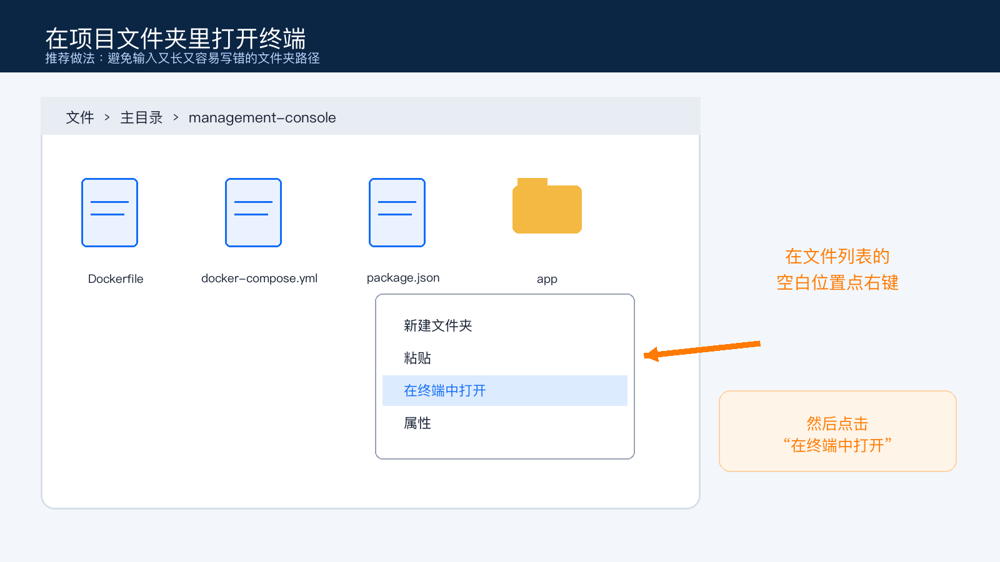 在项目文件夹里打开终端
推荐做法：避免输入又长又容易写错的文件夹路径
文件 › 主目录 › management-console
Dockerfile
docker-compose.yml
package.json
app
新建文件夹
粘贴
在终端中打开
属性
在文件列表的
空白位置点右键
然后点击
“在终端中打开”